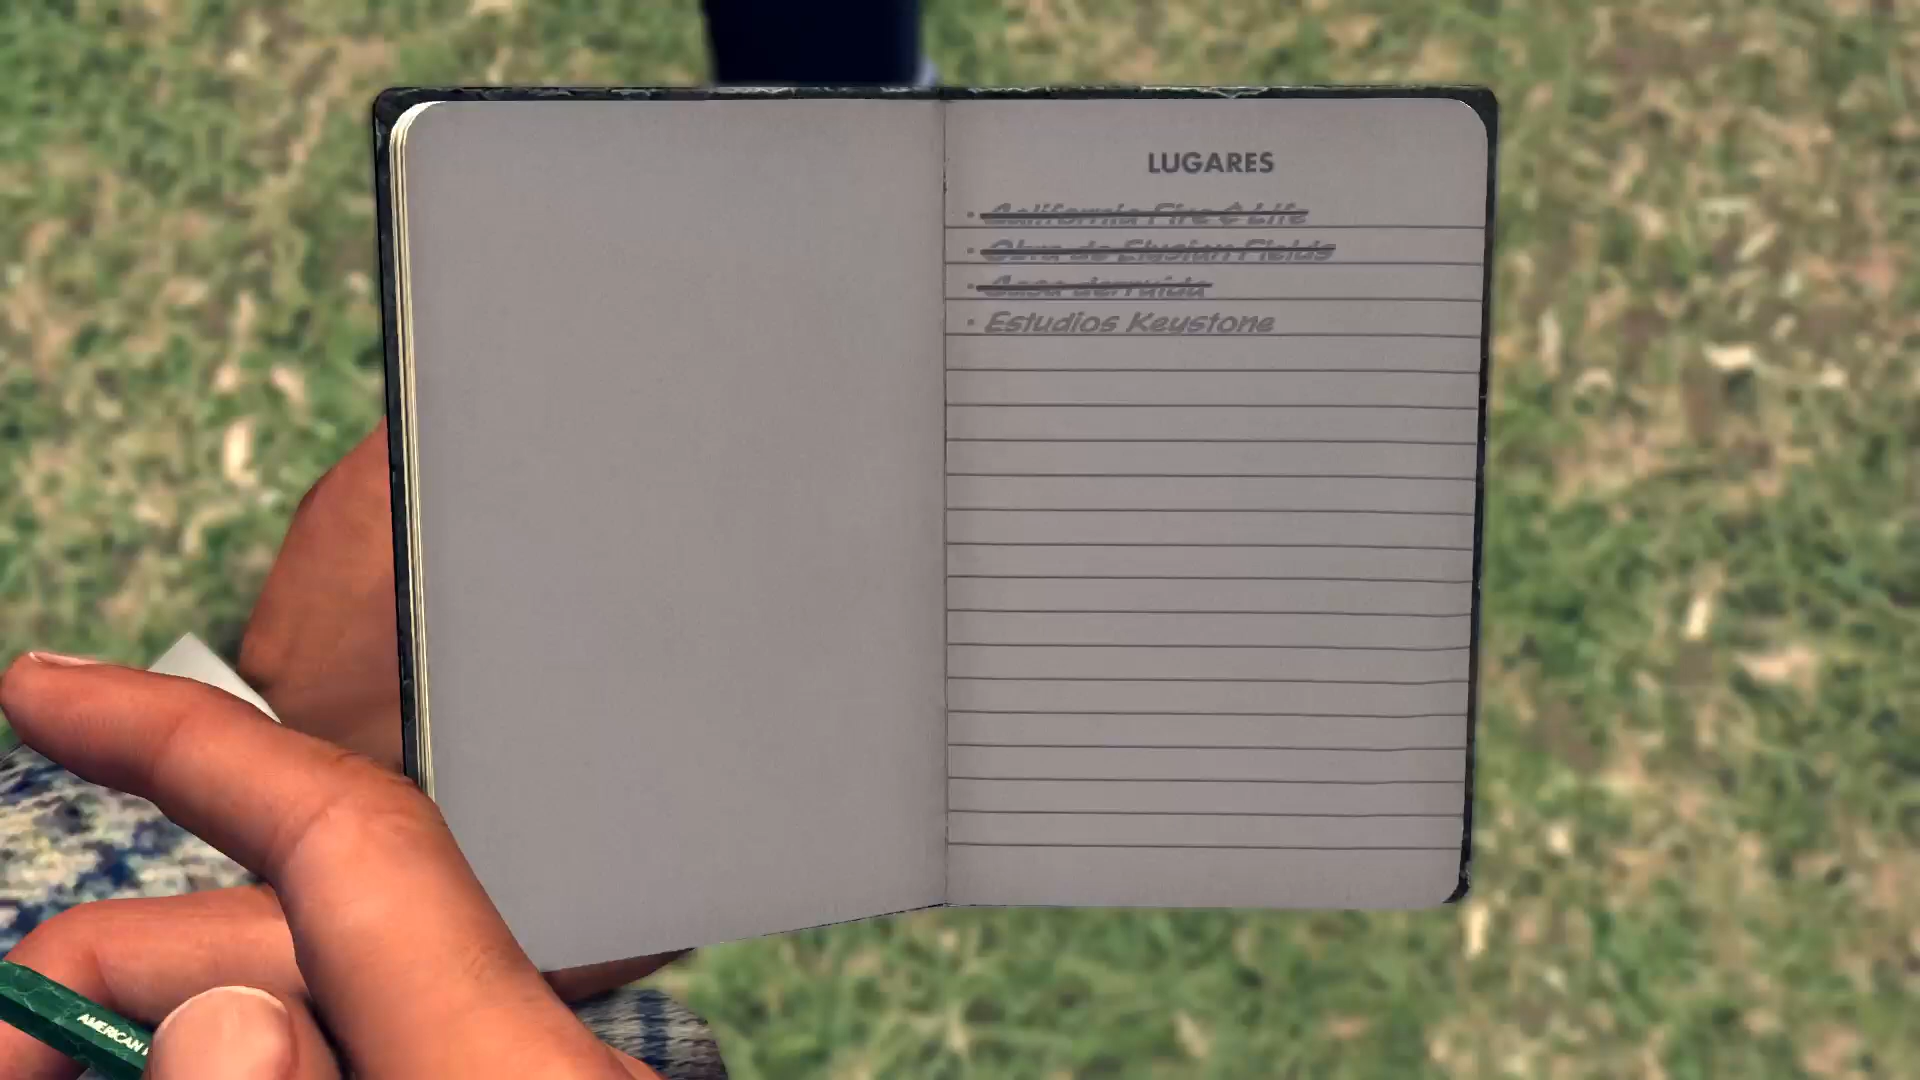 LUGARES
· California Fire & Life
· Obra de Elysian Fields
· Casa derruida
· Estudios Keystone
AMERICAN